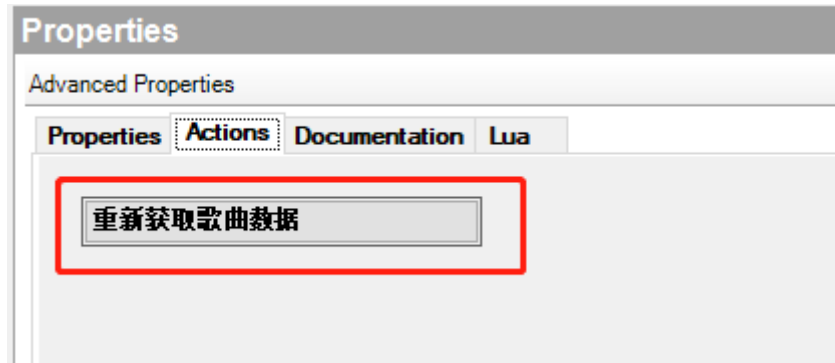 Properties
Advanced Properties
Properties Actions Documentation Lua
重新获取歌曲数据